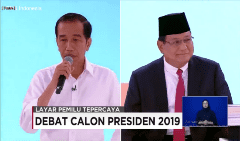 LAYAR PEMILU TEPERCAYA
DEBAT CALON PRESIDEN 2019